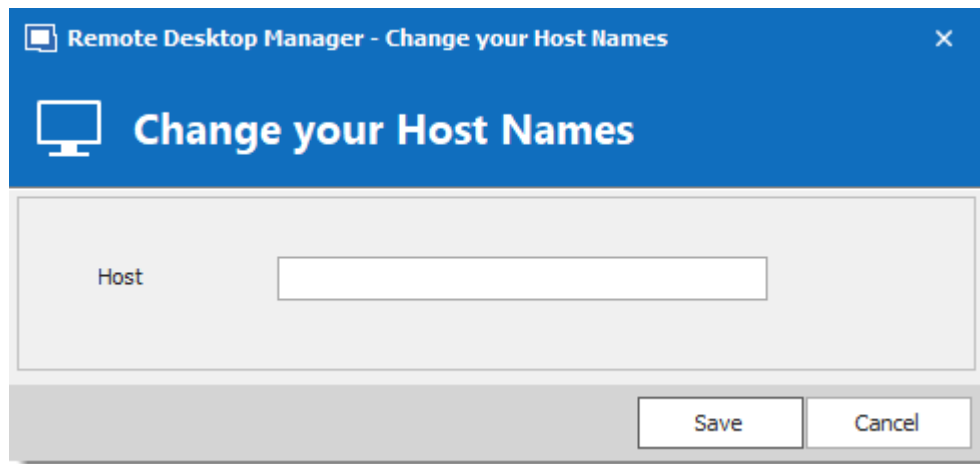 Remote Desktop Manager - Change your Host Names
Change your Host Names
Host
Save Cancel